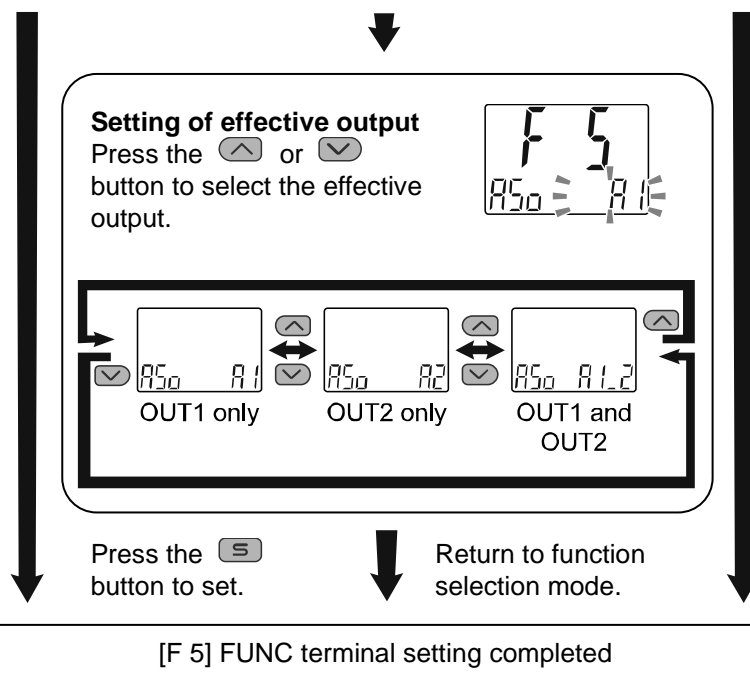 Setting of effective output
Press the or
button to select the effective
output.
F 5
ASo A1
ASo A1
ASo A2
ASo A1_2
OUT1 only
OUT2 only
OUT1 and
OUT2
Press the S
button to set.
Return to function
selection mode.
[F 5] FUNC terminal setting completed